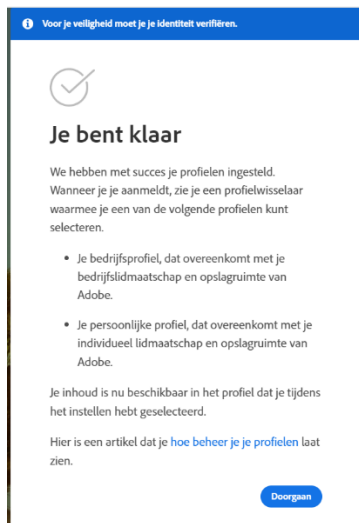 Voor je veiligheid moet je je identiteit verifiëren.
Je bent klaar
We hebben met succes je profielen ingesteld.
Wanneer je je aanmeldt, zie je een profielwisselaar
waarmee je een van de volgende profielen kunt
selecteren.
• Je bedrijfsprofiel, dat overeenkomt met je
bedrijfslidmaatschap en opslagruimte van
Adobe.
• Je persoonlijke profiel, dat overeenkomt met je
individueel lidmaatschap en opslagruimte van
Adobe.
Je inhoud is nu beschikbaar in het profiel dat je tijdens
het instellen hebt geselecteerd.
Hier is een artikel dat je hoe beheer je je profielen laat
zien.
Doorgaan